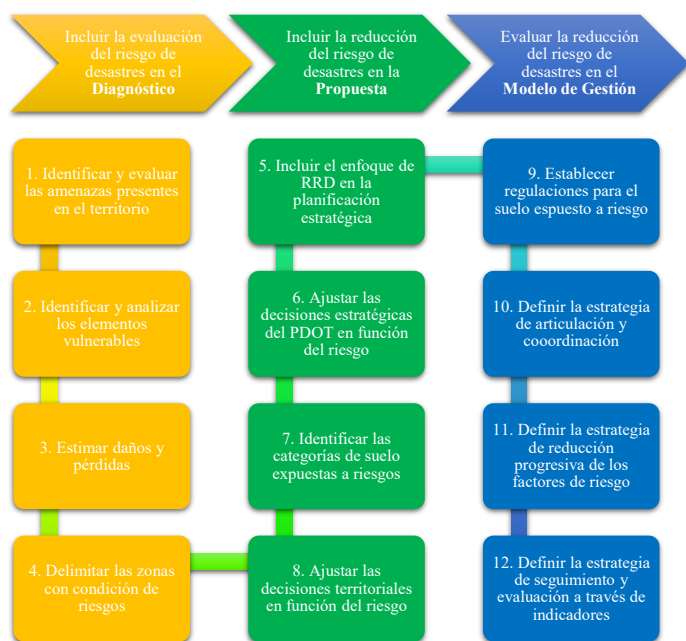 Incluir la evaluación
del riesgo de
desastres en el
Diagnóstico
Incluir la reducción
del riesgo de
desastres en la
Propuesta
Evaluar la reducción
del riesgo de
desastres en el
Modelo de Gestión
1. Identificar y evaluar
las amenazas presentes
en el territorio
2. Identificar y analizar
los elementos
vulnerables
3. Estimar daños y
pérdidas
4. Delimitar las zonas
con condición de
riesgos
5. Incluir el enfoque de
RRD en la
planificación
estratégica
6. Ajustar las
decisiones estratégicas
del PDOT en función
del riesgo
7. Identificar las
categorías de suelo
expuestas a riesgos
8. Ajustar las
decisiones territoriales
en función del riesgo
9. Establecer
regulaciones para el
suelo espuesto a riesgo
10. Definir la estrategia
de articulación y
cooordinación
11. Definir la estrategia
de reducción
progresiva de los
factores de riesgo
12. Definir la estrategia
de seguimiento y
evaluación a través de
indicadores